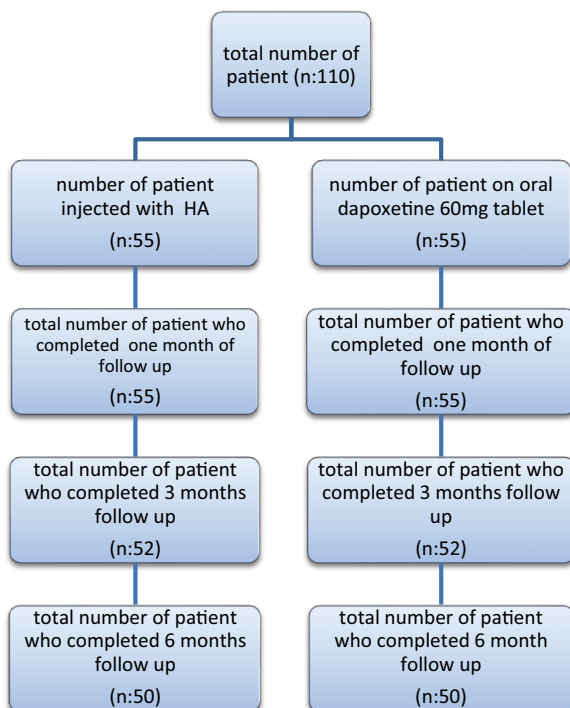 total number of
patient (n:110)
number of patient
injected with HA
(n:55)
number of patient on oral
dapoxetine 60mg tablet
(n:55)
total number of patient who
completed one month of
follow up
(n:55)
total number of patient who
completed one month of
follow up
(n:55)
total number of patient
who completed 3 months
follow up
(n:52)
total number of patient who
completed 3 months follow
up
(n:52)
total number of patient
who completed 6 months
follow up
(n:50)
total number of patient
who completed 6 month
follow up
(n:50)